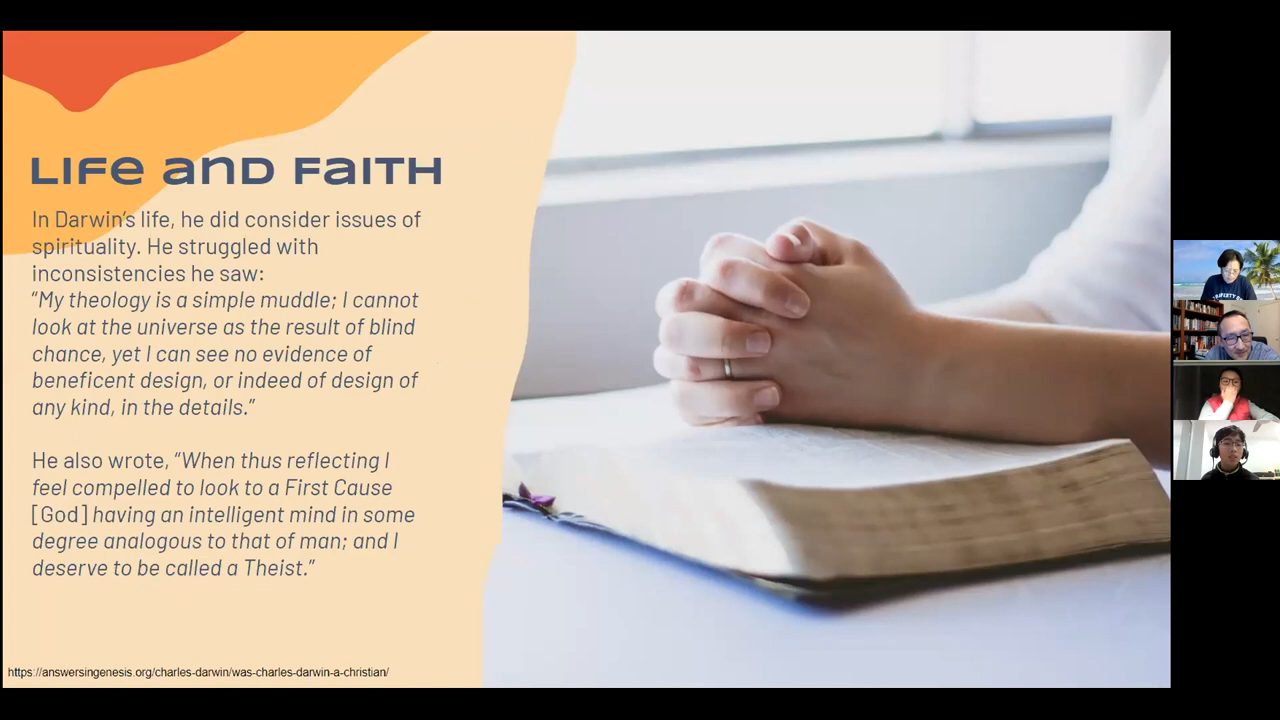 LIFE AND FAITH
In Darwin's life, he did consider issues of
spirituality. He struggled with
inconsistencies he saw:
“My theology is a simple muddle; I cannot
look at the universe as the result of blind
chance, yet I can see no evidence of
beneficent design, or indeed of design of
any kind, in the details.”
He also wrote, “When thus reflecting I
feel compelled to look to a First Cause
[God] having an intelligent mind in some
degree analogous to that of man; and I
deserve to be called a Theist.”
https://answersingenesis.org/charles-darwin/was-charles-darwin-a-christian/